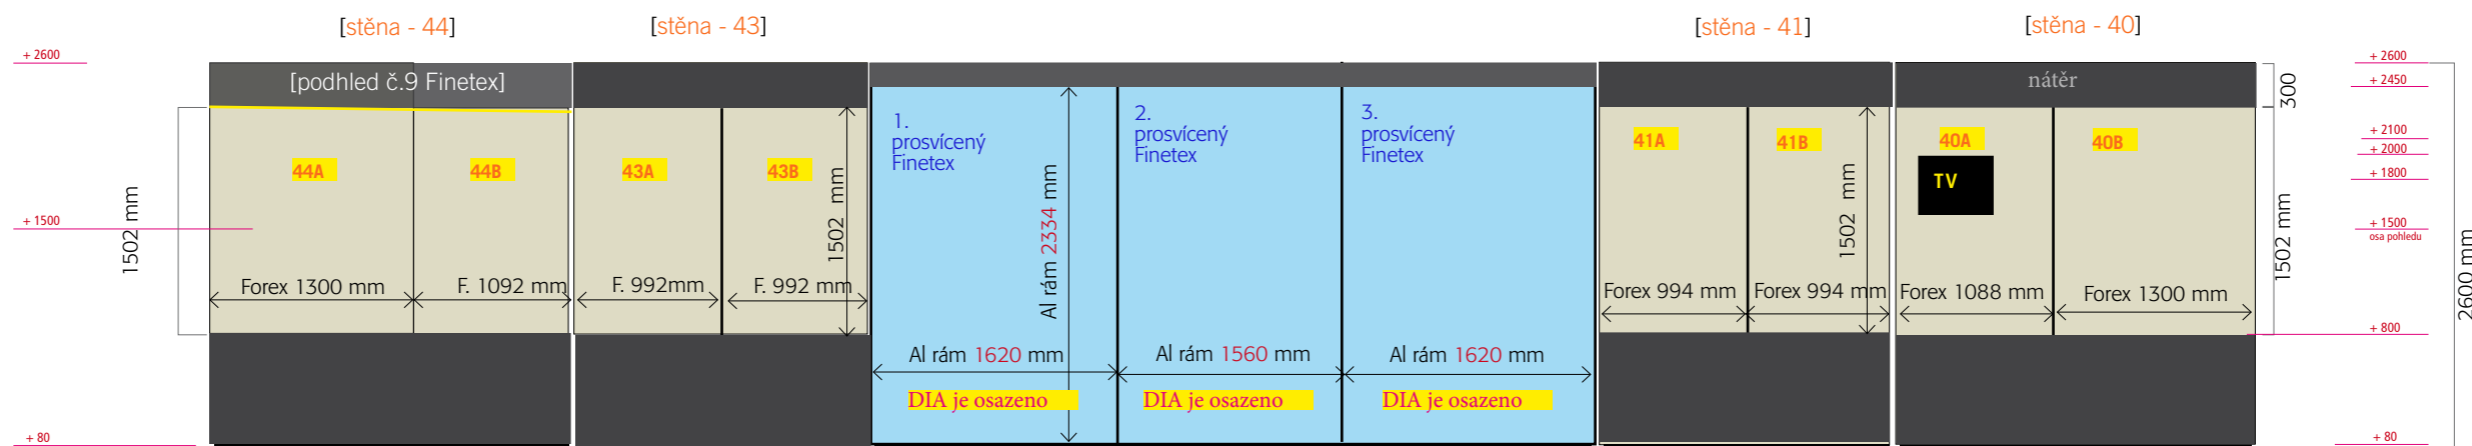 [stěna - 44]
[stěna - 43]
[stěna - 41]
[stěna - 40]
+ 2600
+ 1500
+ 80
1502 mm
[podhled č.9 Finetex]
44A
44B
Forex 1300 mm
F. 1092 mm
43A
43B
1502 mm
F. 992mm
F. 992 mm
1.
prosvícený
Finetex
Al rám 2334 mm
Al rám 1620 mm
DIA je osazeno
2.
prosvícený
Finetex
Al rám 1560 mm
DIA je osazeno
3.
prosvícený
Finetex
Al rám 1620 mm
DIA je osazeno
41A
41B
1502 mm
Forex 994 mm
Forex 994 mm
nátěr
40A
40B
TV
Forex 1088 mm
Forex 1300 mm
300
1502 mm
+ 2600
+ 2450
+ 2100
+ 2000
+ 1800
+ 1500
osa pohledu
+ 800
+ 80
2600 mm